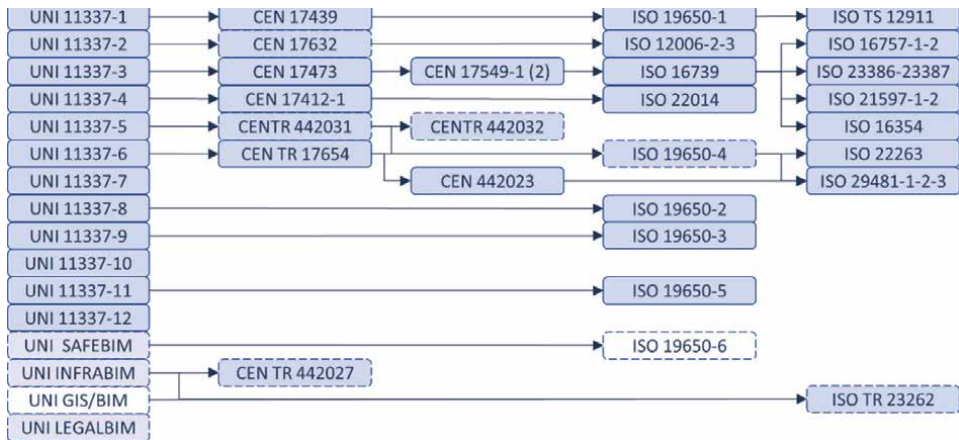 UNI 11337-1 CEN 17439 ISO 19650-1 ISO TS 12911
UNI 11337-2 CEN 17632 ISO 12006-2-3 ISO 16757-1-2
UNI 11337-3 CEN 17473 CEN 17549-1 (2) ISO 16739 ISO 23386-23387
UNI 11337-4 CEN 17412-1 ISO 22014 ISO 21597-1-2
UNI 11337-5 CENTR 442031 CENTR 442032 ISO 16354
UNI 11337-6 CEN TR 17654 ISO 19650-4 ISO 22263
UNI 11337-7 CEN 442023 ISO 29481-1-2-3
UNI 11337-8 ISO 19650-2
UNI 11337-9 ISO 19650-3
UNI 11337-10
UNI 11337-11 ISO 19650-5
UNI 11337-12
UNI SAFEBIM ISO 19650-6
UNI INFRABIM CEN TR 442027
UNI GIS/BIM ISO TR 23262
UNI LEGALBIM